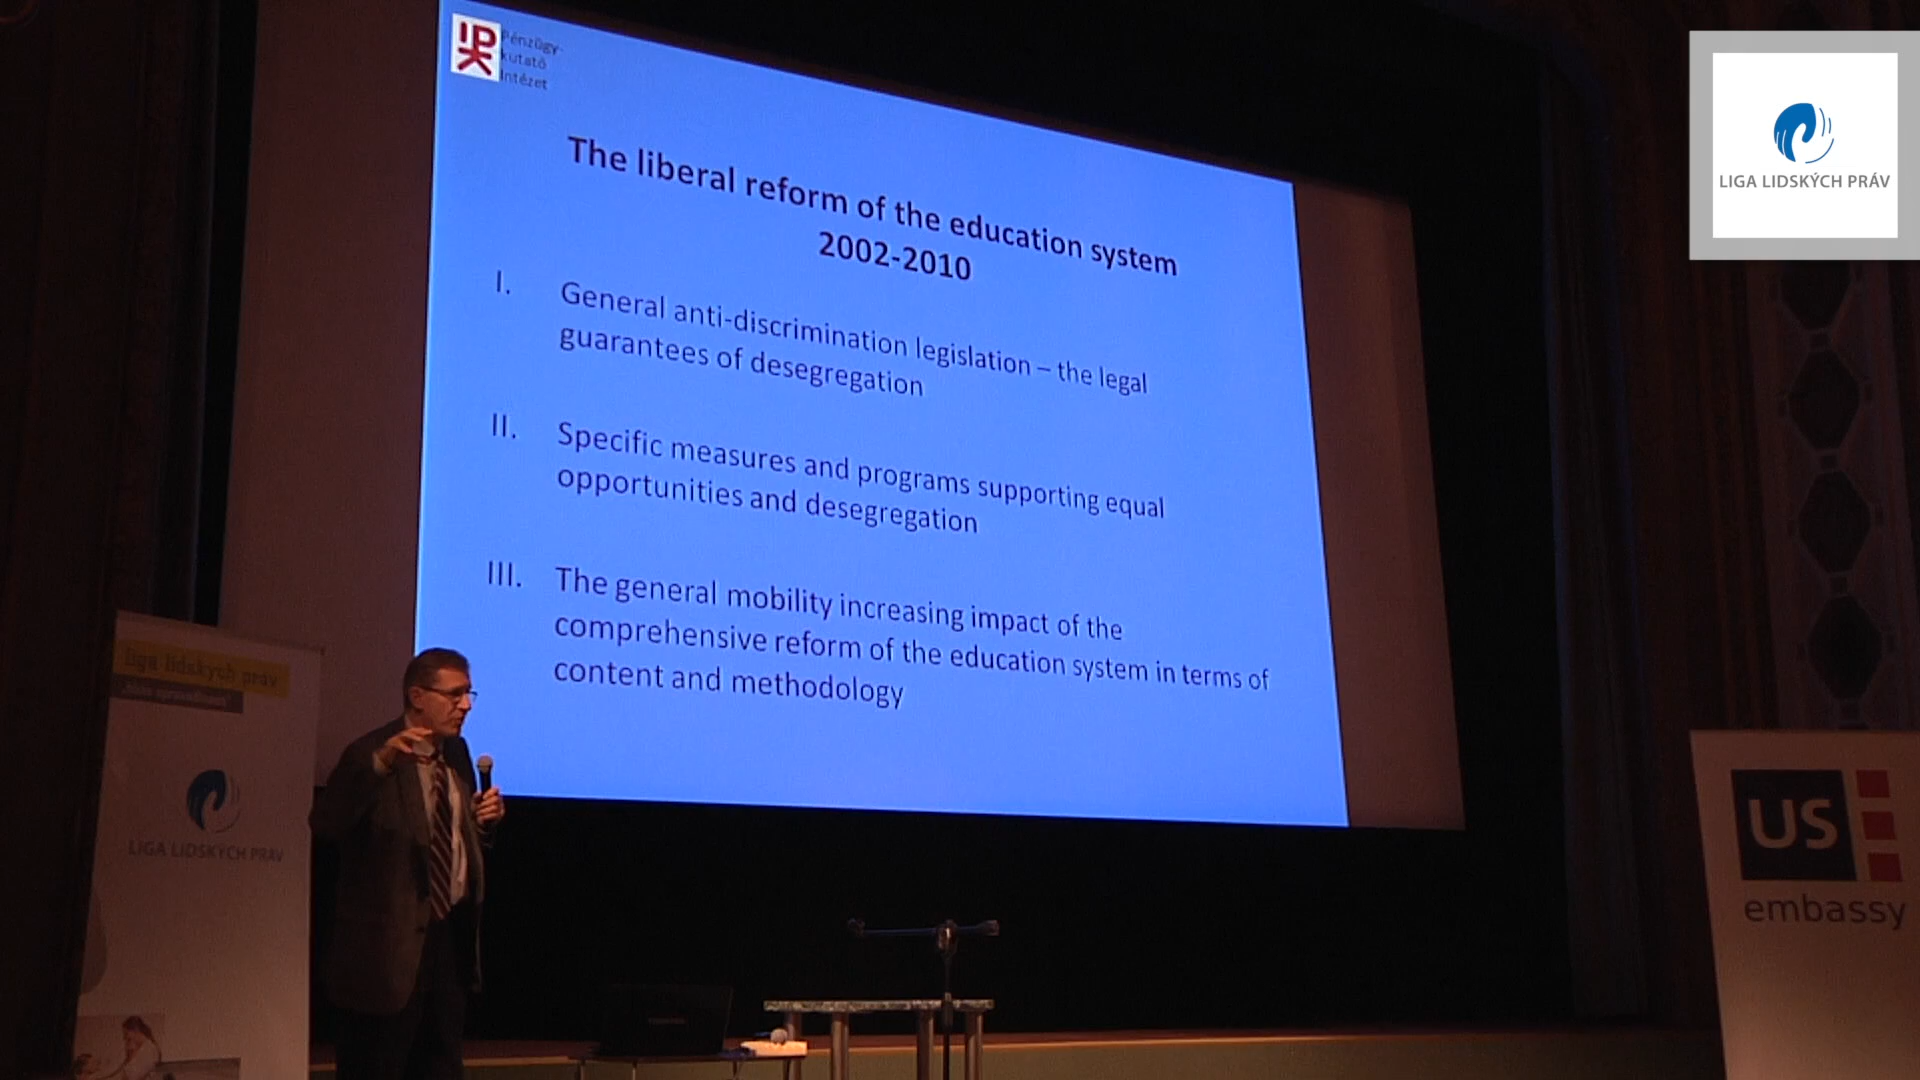 Pénzügy-
kutató
Intézet
The liberal reform of the education system
2002-2010
I. General anti-discrimination legislation – the legal
guarantees of desegregation
II. Specific measures and programs supporting equal
opportunities and desegregation
III. The general mobility increasing impact of the
comprehensive reform of the education system in terms of
content and methodology
LIGA LIDSKÝCH PRÁV
liga lidských práv
LIGA LIDSKÝCH PRÁV
US
embassy